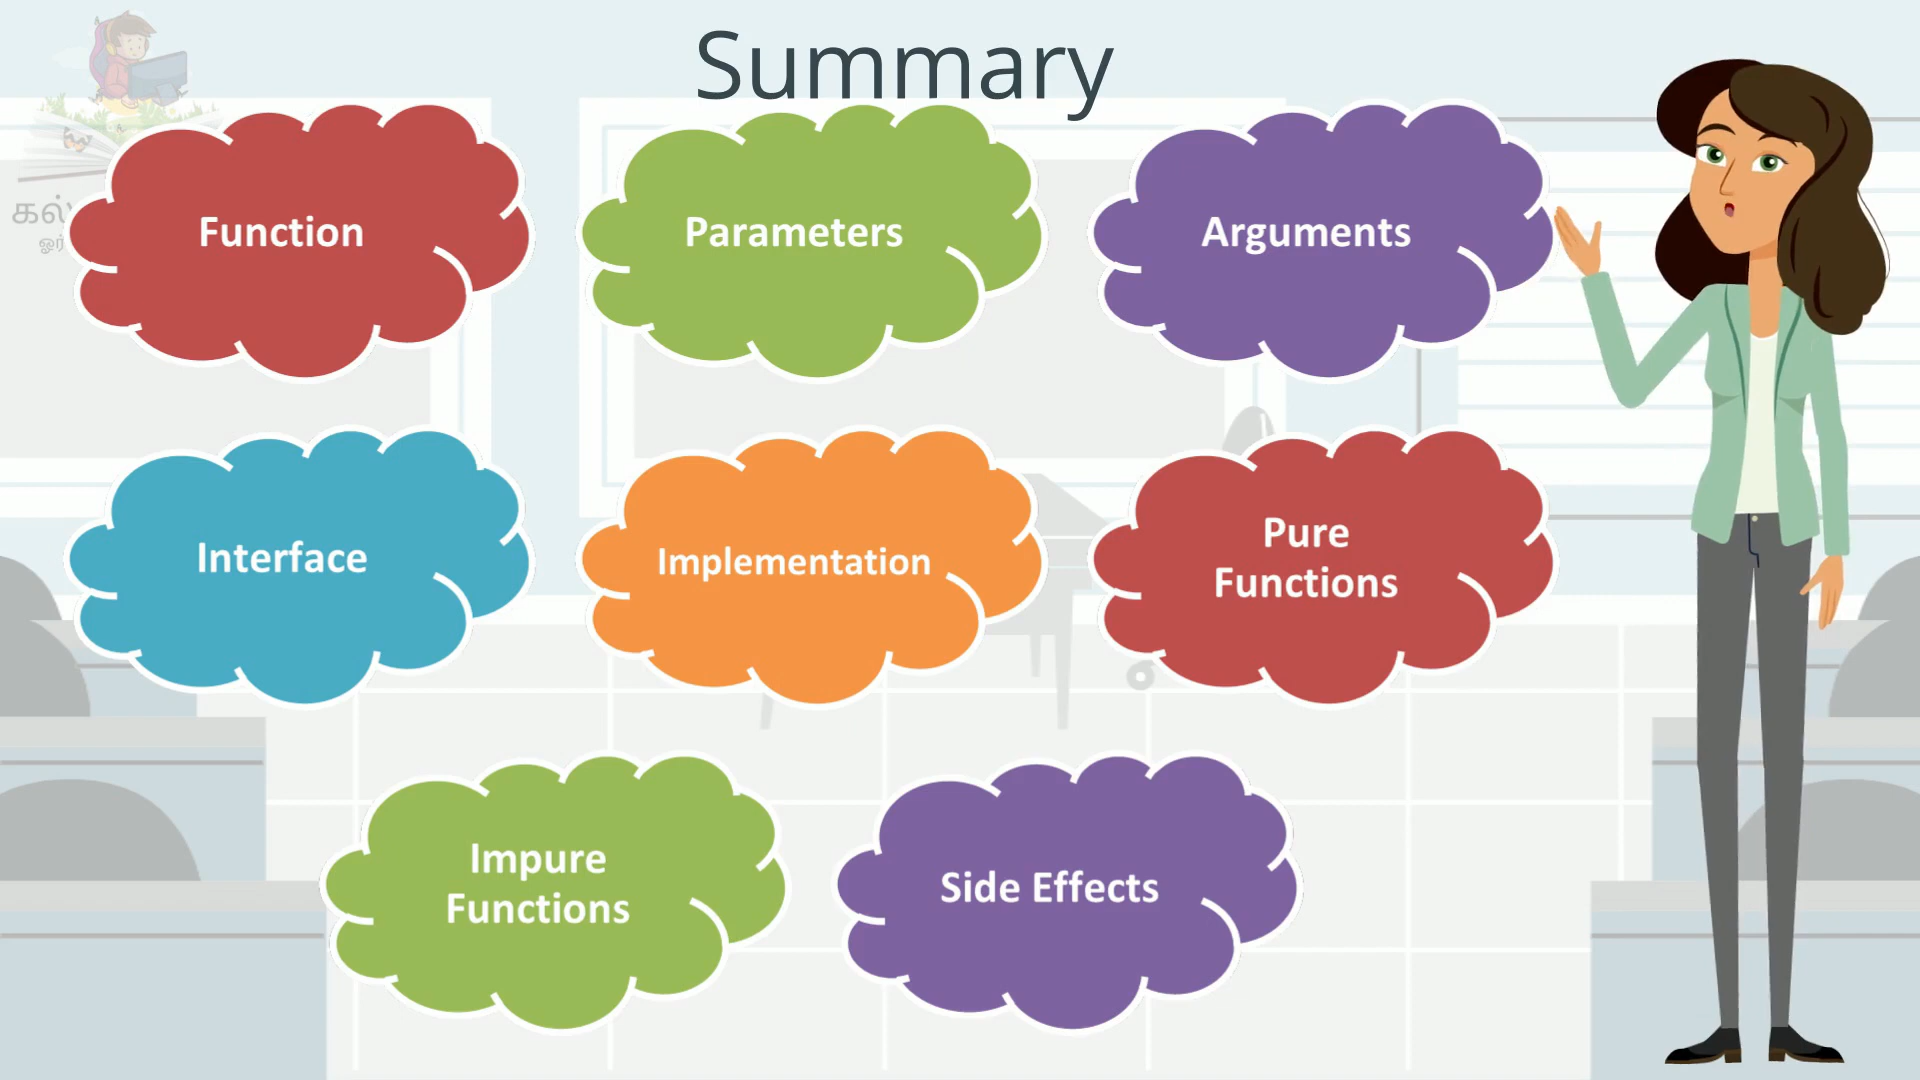 Summary
Function
Parameters
Arguments
Interface
Implementation
Pure
Functions
Impure
Functions
Side Effects